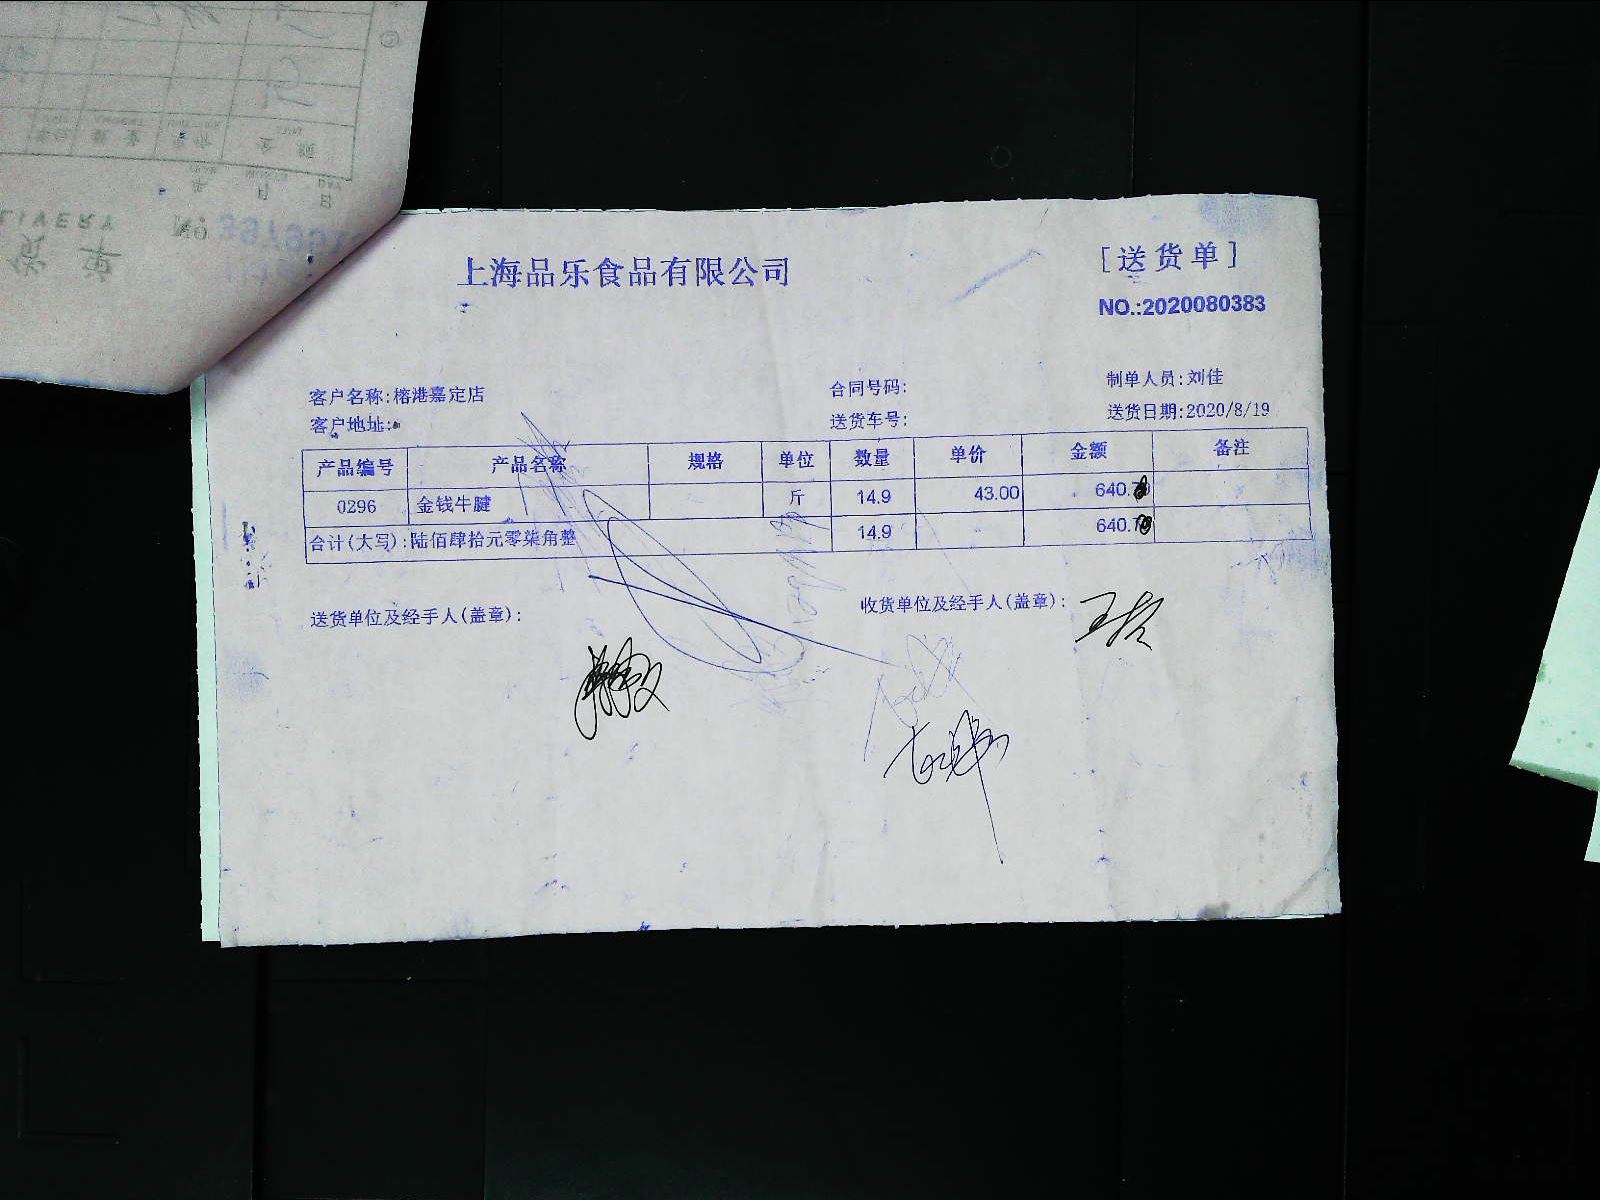 上海品乐食品有限公司
[送货单]
NO.:2020080383
客户名称:榕港嘉定店
合同号码:
制单人员:刘佳
客户地址:
送货车号:
送货日期:2020/8/19
产品编号 产品名称 规格 单位 数量 单价 金额 备注
0296 金钱牛腱 斤 14.9 43.00 640.
合计(大写):陆佰肆拾元零柒角整 14.9 640.
送货单位及经手人(盖章):
收货单位及经手人(盖章):